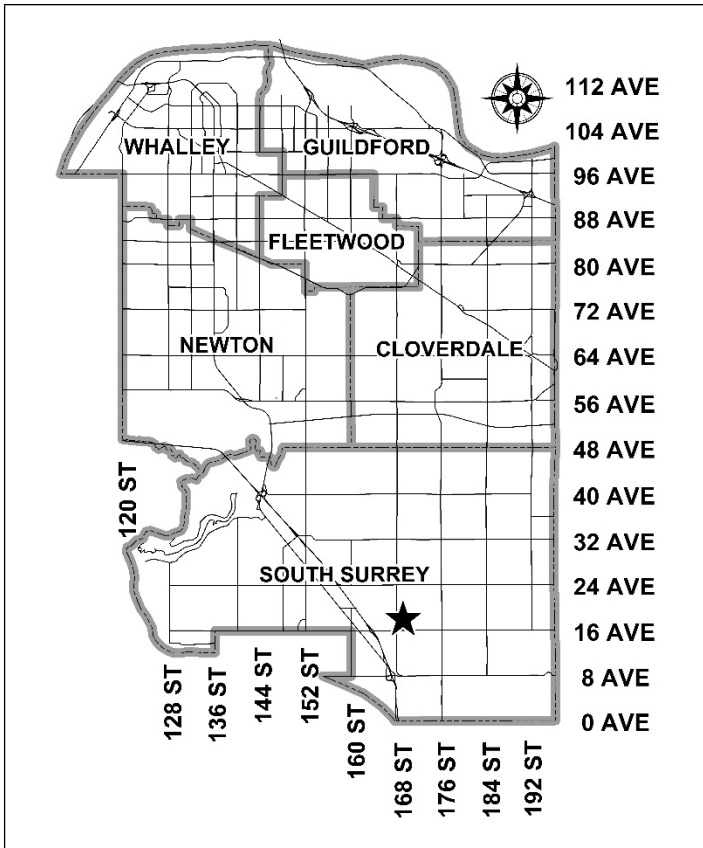 112 AVE
104 AVE
WHALLEY
GUILDFORD
96 AVE
88 AVE
FLEETWOOD
80 AVE
72 AVE
NEWTON
CLOVERDALE
64 AVE
56 AVE
48 AVE
120 ST
40 AVE
32 AVE
SOUTH SURREY
24 AVE
16 AVE
128 ST
136 ST
144 ST
152 ST
160 ST
8 AVE
0 AVE
168 ST
176 ST
184 ST
192 ST